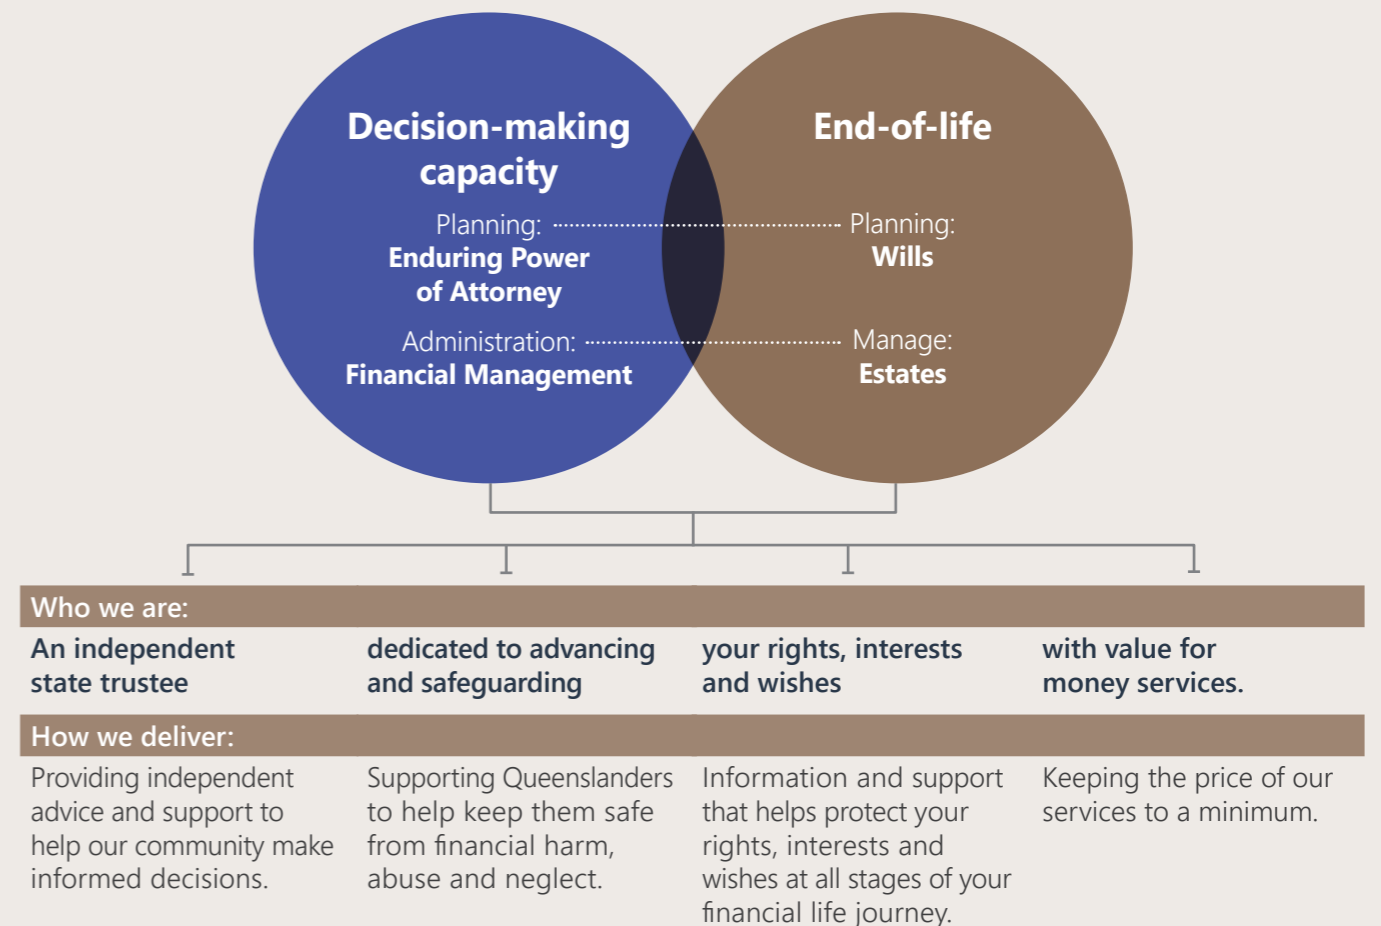 Decision-making
capacity
Planning:
Enduring Power
of Attorney
Administration:
Financial Management
End-of-life
Planning:
Wills
Manage:
Estates
Who we are:
An independent
state trustee
dedicated to advancing
and safeguarding
your rights, interests
and wishes
with value for
money services.
How we deliver:
Providing independent
advice and support to
help our community make
informed decisions.
Supporting Queenslanders
to help keep them safe
from financial harm,
abuse and neglect.
Information and support
that helps protect your
rights, interests and
wishes at all stages of your
financial life journey.
Keeping the price of our
services to a minimum.